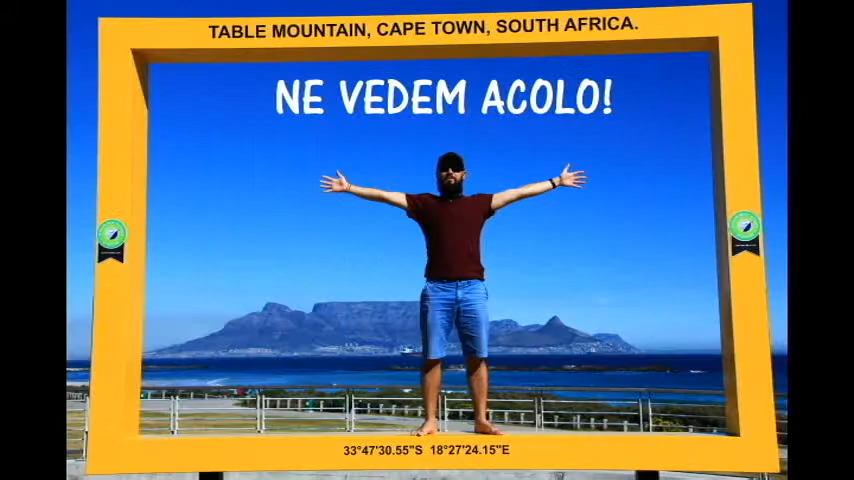 TABLE MOUNTAIN, CAPE TOWN, SOUTH AFRICA.
NE VEDEM ACOLO!
33°47'30.55"S 18°27'24.15"E